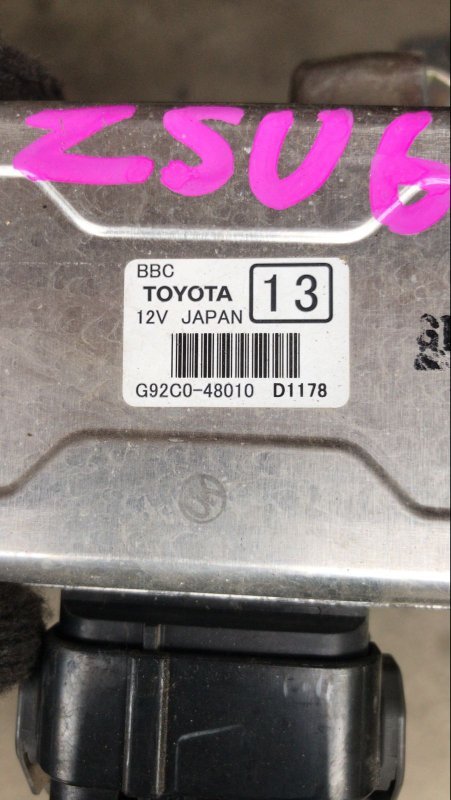 ZSU6
BBC
TOYOTA
13
12V JAPAN
G92C0-48010 D1178